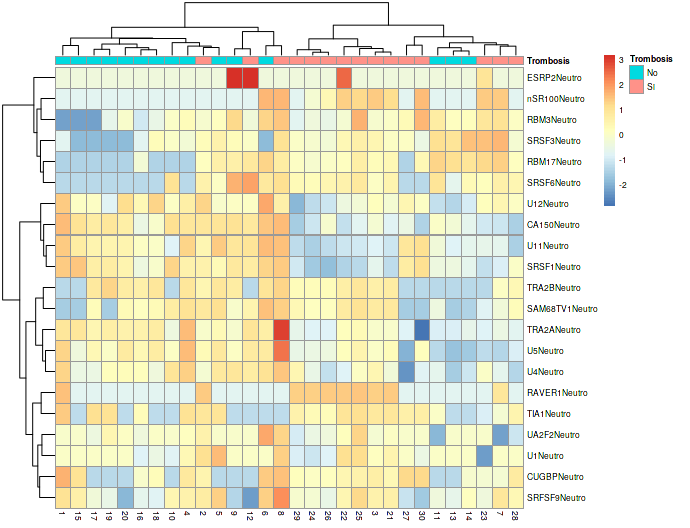 Trombosis
ESRP2Neutro
nSR100Neutro
RBM3Neutro
SRSF3Neutro
RBM17Neutro
SRSF6Neutro
U12Neutro
CA150Neutro
U11Neutro
SRSF1Neutro
TRA2BNeutro
SAM68TV1Neutro
TRA2ANeutro
U5Neutro
U4Neutro
RAVER1Neutro
TIA1Neutro
UA2F2Neutro
U1Neutro
CUGBPNeutro
SRFSF9Neutro
1 15 17 19 20 16 18 10 4 2 5 9 12 6 8 29 24 26 22 25 3 21 27 30 11 13 14 23 7 28
3
2
1
0
-1
-2
Trombosis
No
SI